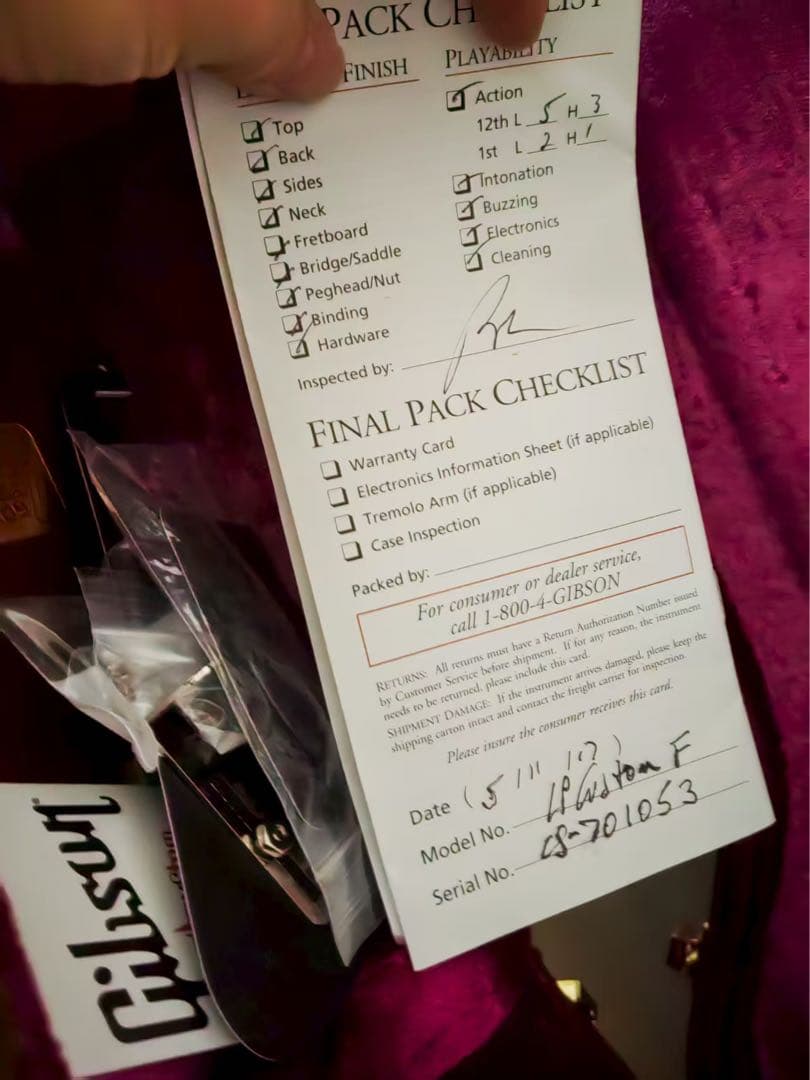 PACK CHECKLIST
FINISH
PLAYABILITY
Top
Back
Sides
Neck
Fretboard
Bridge/Saddle
Peghead/Nut
Binding
Hardware
Action
12th L 5 H 3
1st L 2 H 1
Intonation
Buzzing
Electronics
Cleaning
Inspected by:
FINAL PACK CHECKLIST
Warranty Card
Electronics Information Sheet (if applicable)
Tremolo Arm (if applicable)
Case Inspection
Packed by:
For consumer or dealer service,
call 1-800-4-GIBSON
RETURNS: All returns must have a Return Authorization Number issued
by Customer Service before shipment. If for any reason, the instrument
needs to be returned, please include this card.
SHIPMENT DAMAGE: If the instrument arrives damaged, please keep the
shipping carton intact and contact the freight carrier for inspection.
Please insure the consumer receives this card.
Date
Model No. LP Custom F
Serial No. CS-701053
Gibson